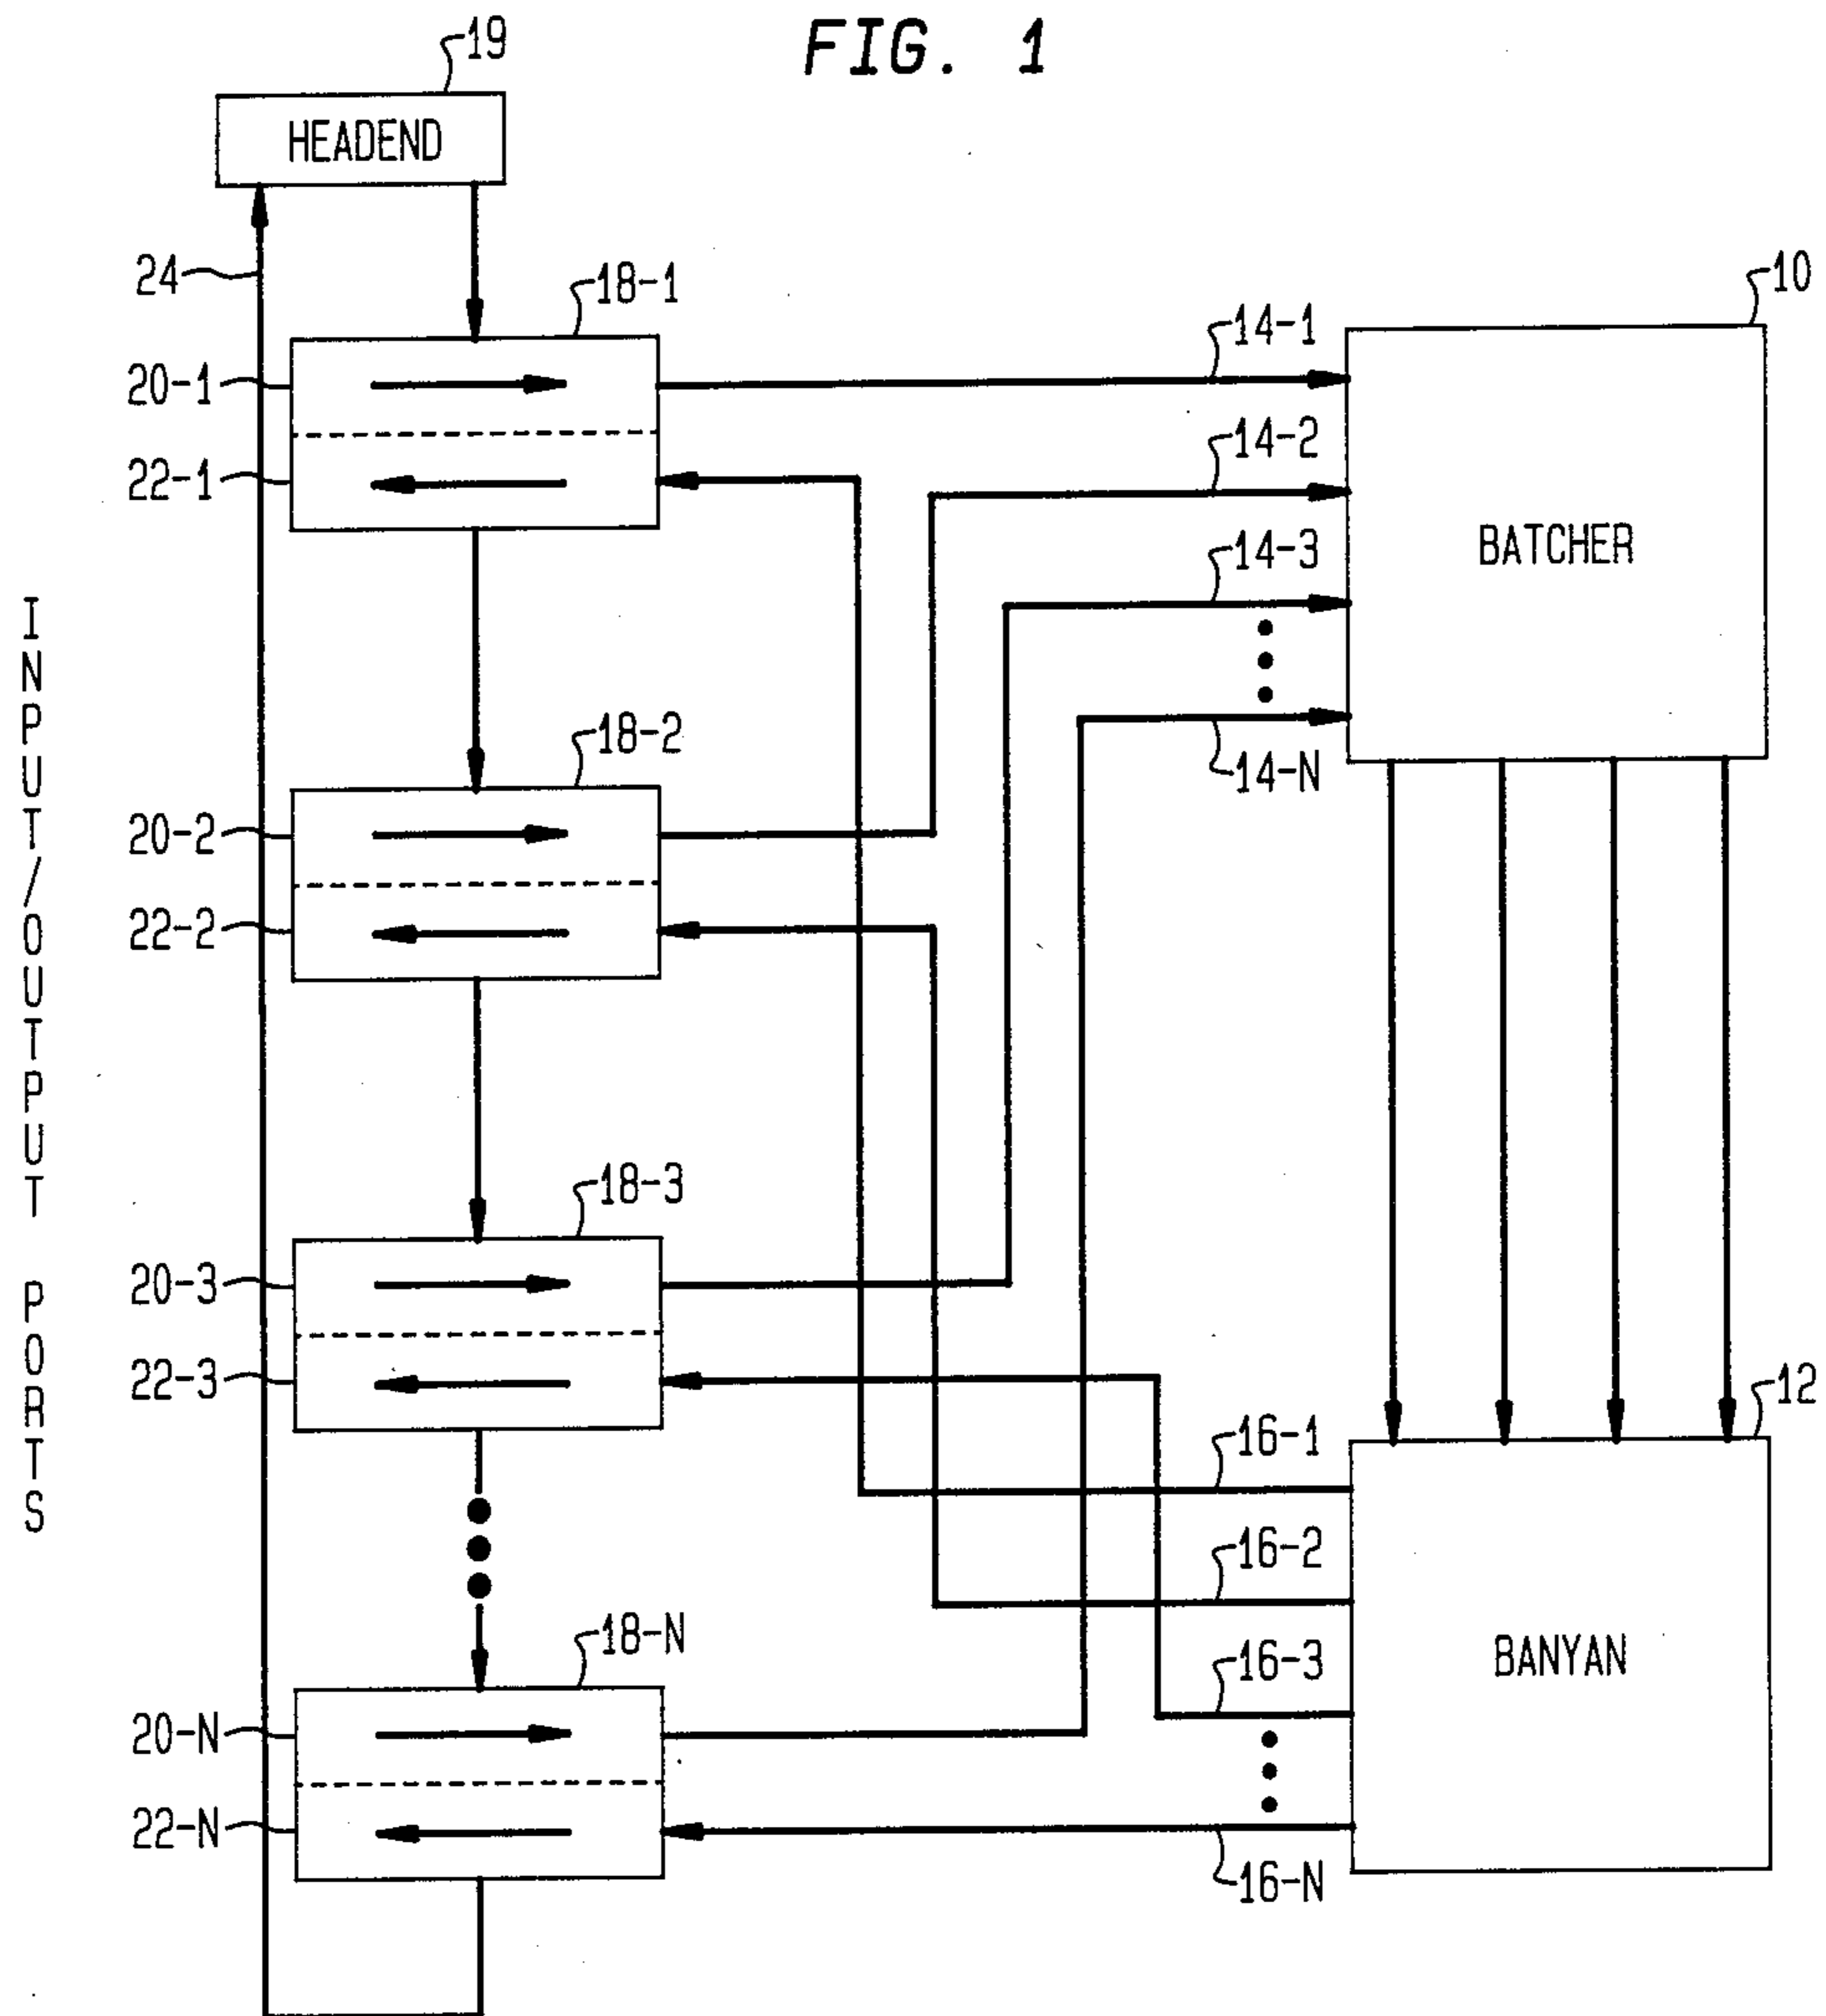 FIG. 1
19
HEADEND
24
18-1
10
14-1
20-1
14-2
22-1
BATCHER
14-3
INPUT/OUTPUT PORTS
18-2
14-N
20-2
22-2
18-3
20-3
22-3
12
16-1
16-2
18-N
16-3
BANYAN
20-N
22-N
16-N